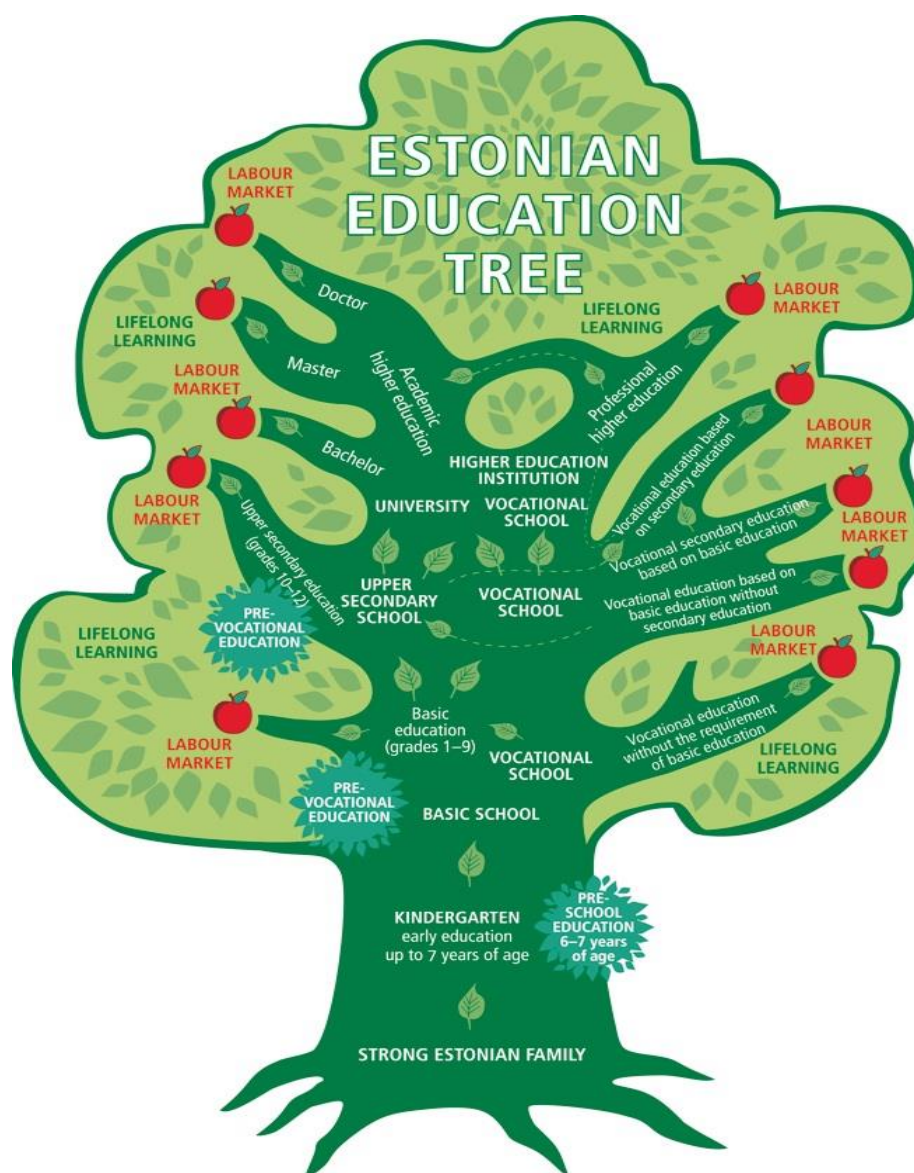 ESTONIAN
EDUCATION
TREE
LABOUR
MARKET
Doctor
LIFELONG
LEARNING
Master
Academic
higher education
LABOUR
MARKET
Bachelor
LABOUR
MARKET
Upper secondary education
(grades 10–12)
LIFELONG
LEARNING
LABOUR
MARKET
Professional
higher education
HIGHER EDUCATION
INSTITUTION
UNIVERSITY
VOCATIONAL
SCHOOL
Vocational education based
on secondary education
LABOUR
MARKET
Vocational secondary education
based on basic education
LABOUR
MARKET
UPPER
SECONDARY
SCHOOL
VOCATIONAL
SCHOOL
Vocational education based on
basic education without
secondary education
PRE-
VOCATIONAL
EDUCATION
LIFELONG
LEARNING
LABOUR
MARKET
Vocational education
without the requirement
of basic education
LIFELONG
LEARNING
LABOUR
MARKET
Basic
education
(grades 1–9)
VOCATIONAL
SCHOOL
PRE-
VOCATIONAL
EDUCATION
BASIC SCHOOL
KINDERGARTEN
early education
up to 7 years of age
PRE-
SCHOOL
EDUCATION
6–7 years
of age
STRONG ESTONIAN FAMILY